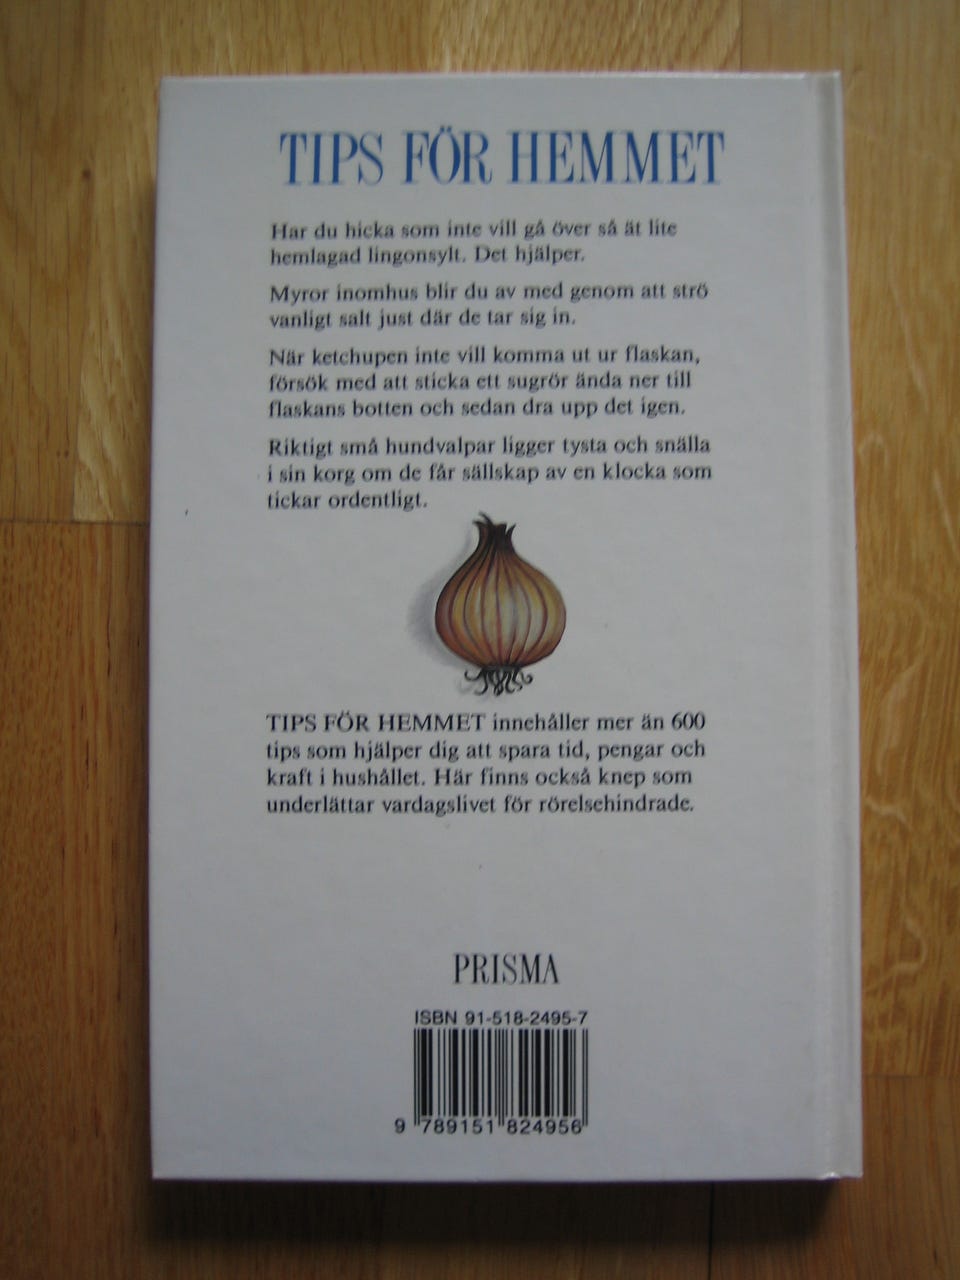 TIPS FÖR HEMMET
Har du hicka som inte vill gå över så ät lite
hemlagad lingonsylt. Det hjälper.
Myror inomhus blir du av med genom att strö
vanligt salt just där de tar sig in.
När ketchupen inte vill komma ut ur flaskan,
försök med att sticka ett sugrör ända ner till
flaskans botten och sedan dra upp det igen.
Riktigt små hundvalpar ligger tysta och snälla
i sin korg om de får sällskap av en klocka som
tickar ordentligt.
TIPS FÖR HEMMET innehåller mer än 600
tips som hjälper dig att spara tid, pengar och
kraft i hushållet. Här finns också knep som
underlättar vardagslivet för rörelsehindrade.
PRISMA
ISBN 91-518-2495-7
9 789151 824956